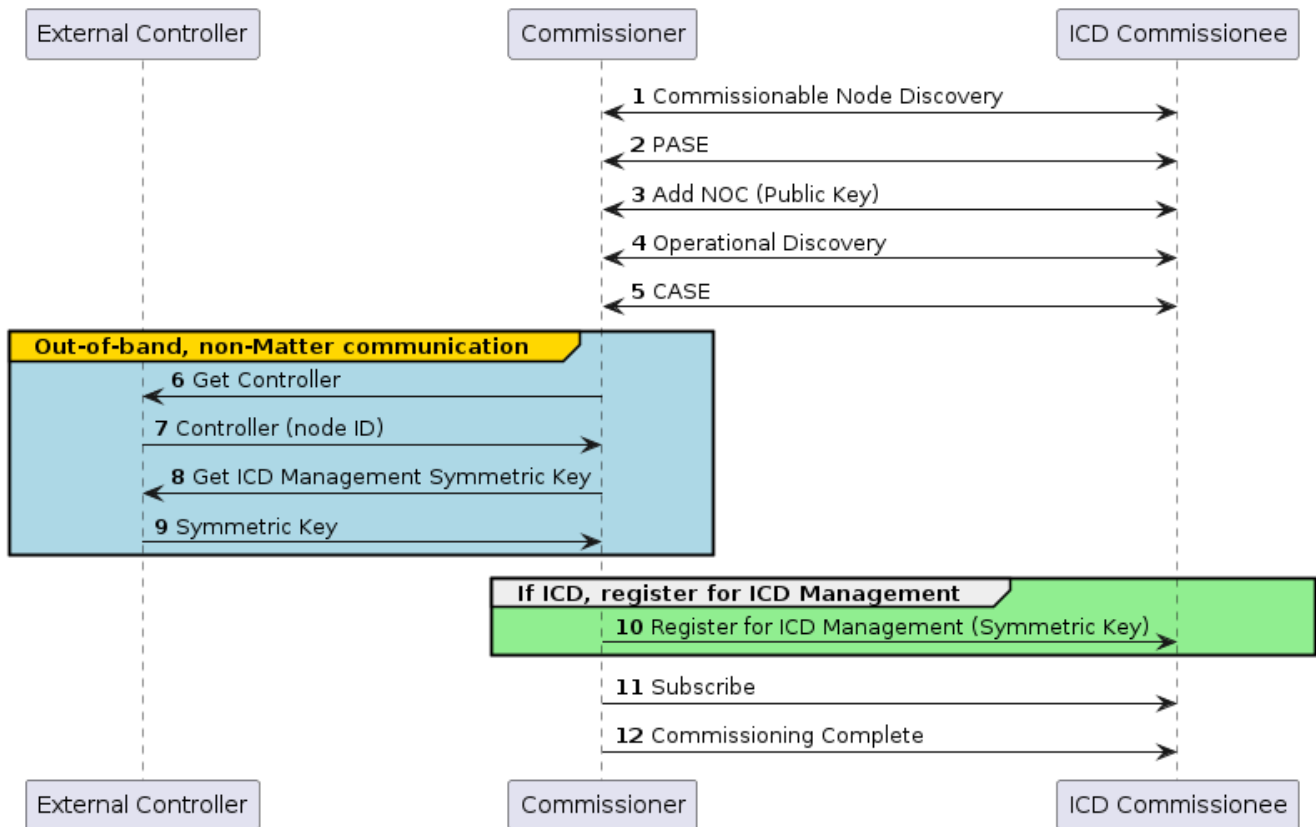 External Controller
Commissioner
ICD Commissionee
1 Commissionable Node Discovery
2 PASE
3 Add NOC (Public Key)
4 Operational Discovery
5 CASE
Out-of-band, non-Matter communication
6 Get Controller
7 Controller (node ID)
8 Get ICD Management Symmetric Key
9 Symmetric Key
If ICD, register for ICD Management
10 Register for ICD Management (Symmetric Key)
11 Subscribe
12 Commissioning Complete
External Controller
Commissioner
ICD Commissionee